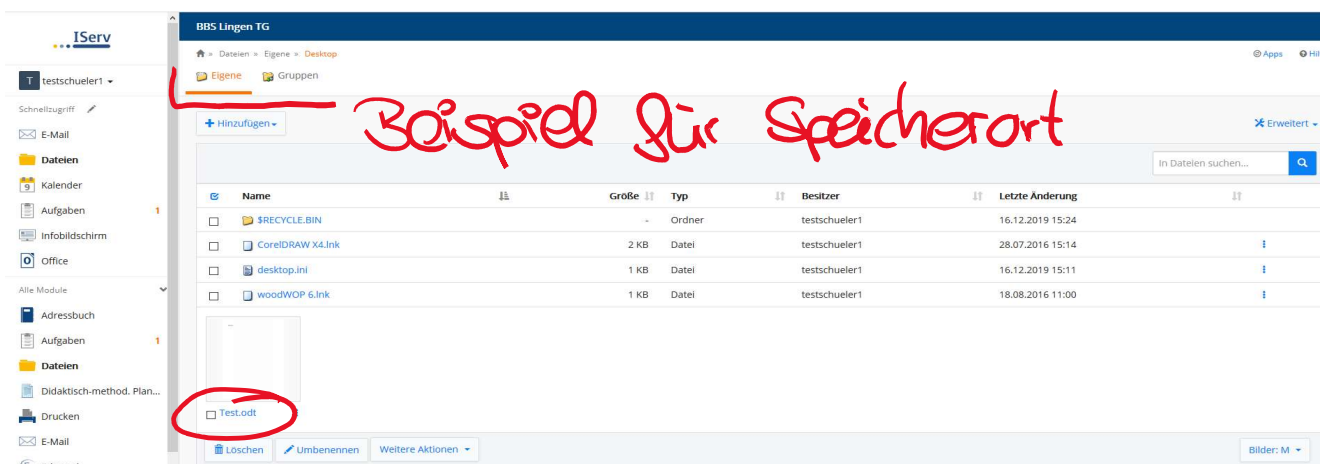 IServ
BBS Lingen TG
» Dateien » Eigene » Desktop
Apps
Hil
T testschueler1
Eigene
Gruppen
Schnellzugriff
E-Mail
Dateien
9 Kalender
Aufgaben 1
Infobildschirm
Office
Alle Module
Adressbuch
Aufgaben 1
Dateien
Didaktisch-method. Plan...
Drucken
E-Mail
Beispiel für Speicherort
+ Hinzufügen
Erweitert
In Dateien suchen...
Name Größe Typ Besitzer Letzte Änderung
$RECYCLE.BIN - Ordner testschueler1 16.12.2019 15:24
CorelDRAW X4.lnk 2 KB Datei testschueler1 28.07.2016 15:14
desktop.ini 1 KB Datei testschueler1 16.12.2019 15:11
woodWOP 6.lnk 1 KB Datei testschueler1 18.08.2016 11:00
Test.odt
Löschen Umbenennen Weitere Aktionen Bilder: M